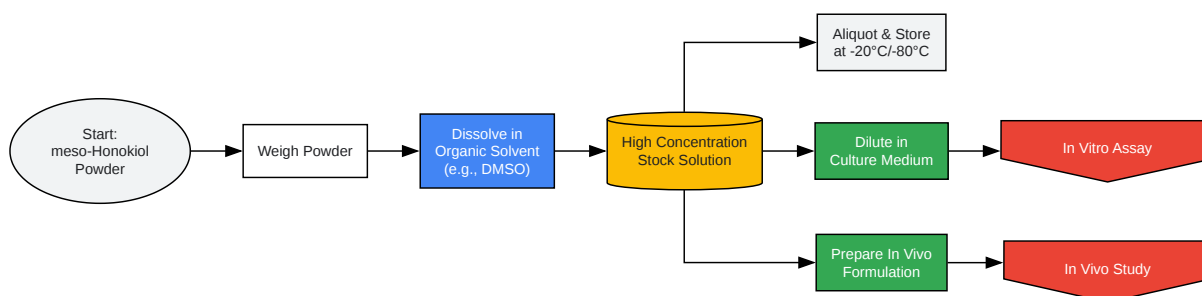 Start:
meso-Honokiol
Powder
Weigh Powder
Dissolve in
Organic Solvent
(e.g., DMSO)
High Concentration
Stock Solution
Aliquot & Store
at -20°C/-80°C
Dilute in
Culture Medium
In Vitro Assay
Prepare In Vivo
Formulation
In Vivo Study